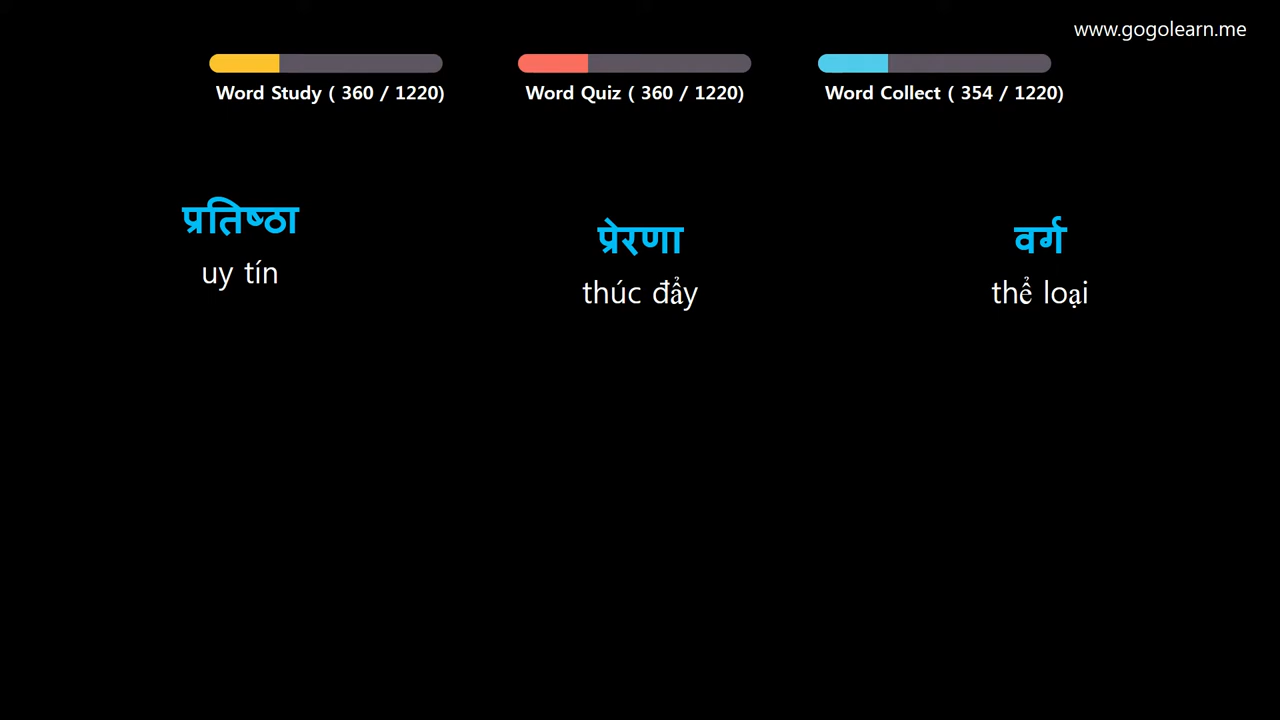 www.gogolearn.me
Word Study ( 360 / 1220)
Word Quiz ( 360 / 1220)
Word Collect ( 354 / 1220)
प्रतिष्ठा
uy tín
प्रेरणा
thúc đẩy
वर्ग
thể loại